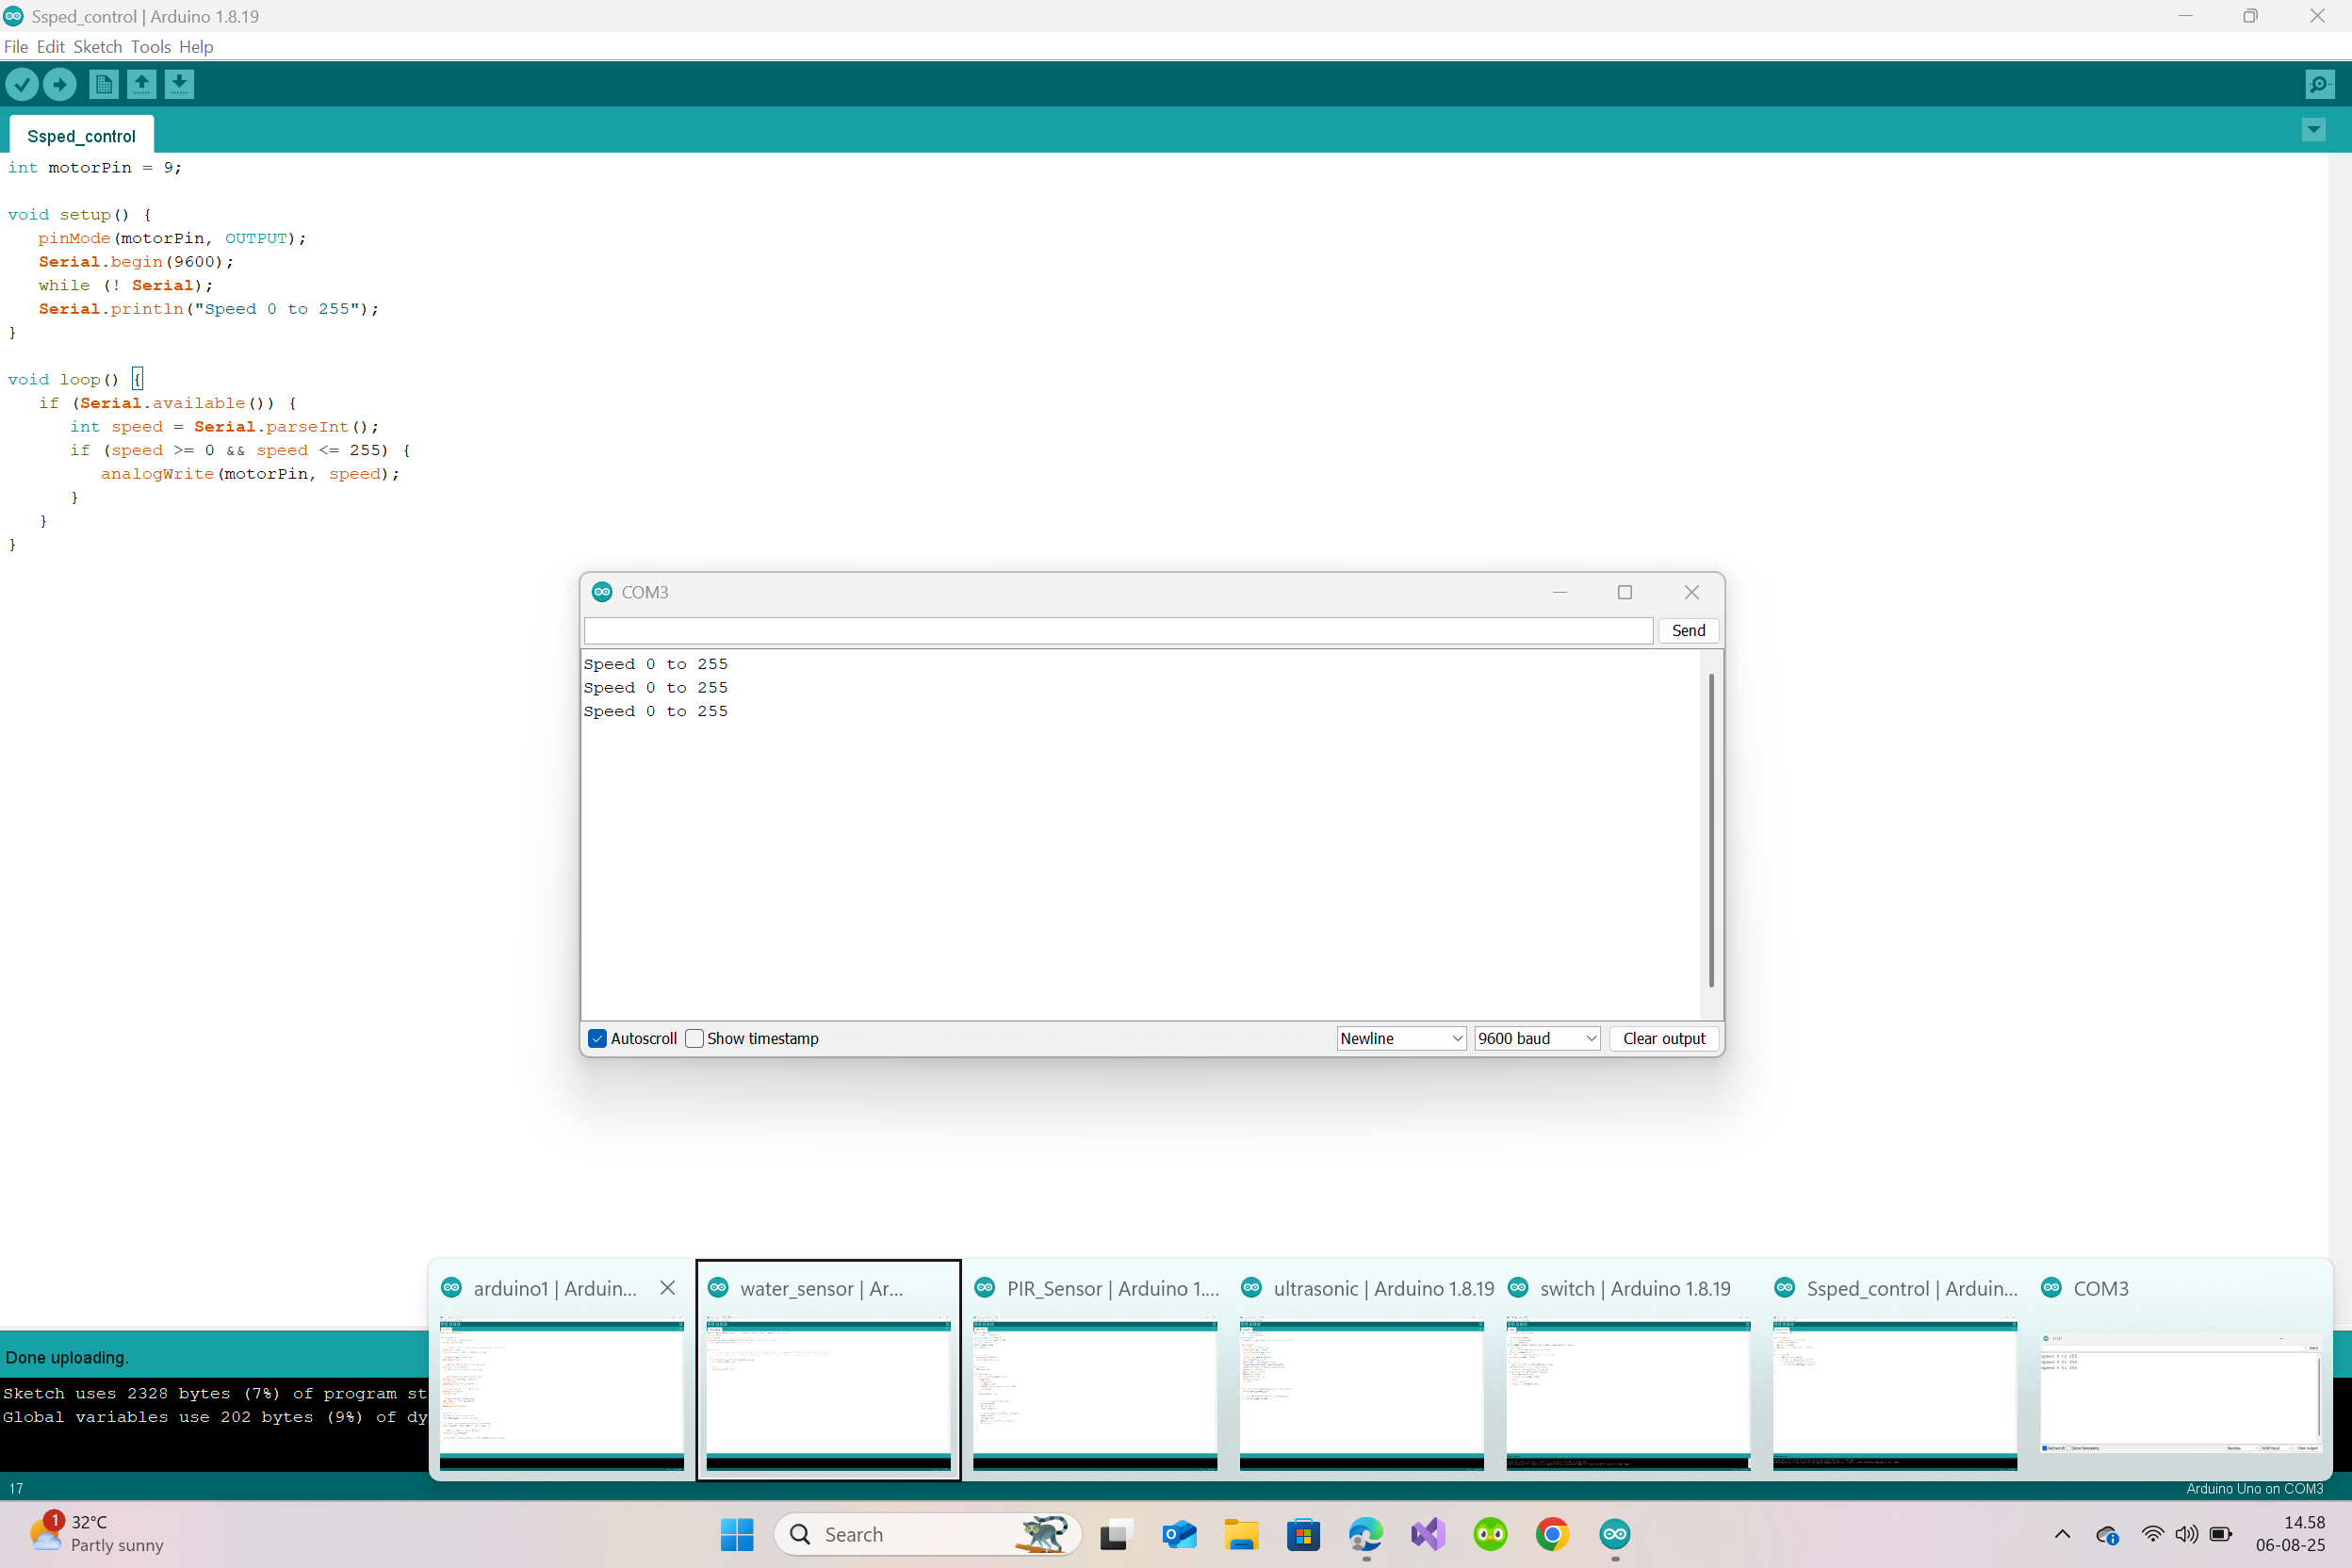 Ssped_control | Arduino 1.8.19
File Edit Sketch Tools Help
Ssped_control
int motorPin = 9;
void setup() {
pinMode(motorPin, OUTPUT);
Serial.begin(9600);
while (! Serial);
Serial.println("Speed 0 to 255");
}
void loop() {
if (Serial.available()) {
int speed = Serial.parseInt();
if (speed >= 0 && speed <= 255) {
analogWrite(motorPin, speed);
}
}
}
COM3
Send
Speed 0 to 255
Speed 0 to 255
Speed 0 to 255
Autoscroll Show timestamp Newline 9600 baud Clear output
arduino1 | Arduin... water_sensor | Ar... PIR_Sensor | Arduino 1.... ultrasonic | Arduino 1.8.19 switch | Arduino 1.8.19 Ssped_control | Arduin... COM3
Done uploading.
Sketch uses 2328 bytes (7%) of program st
Global variables use 202 bytes (9%) of dy
17 Arduino Uno on COM3
1 32°C
Partly sunny
Search
14.58
06-08-25